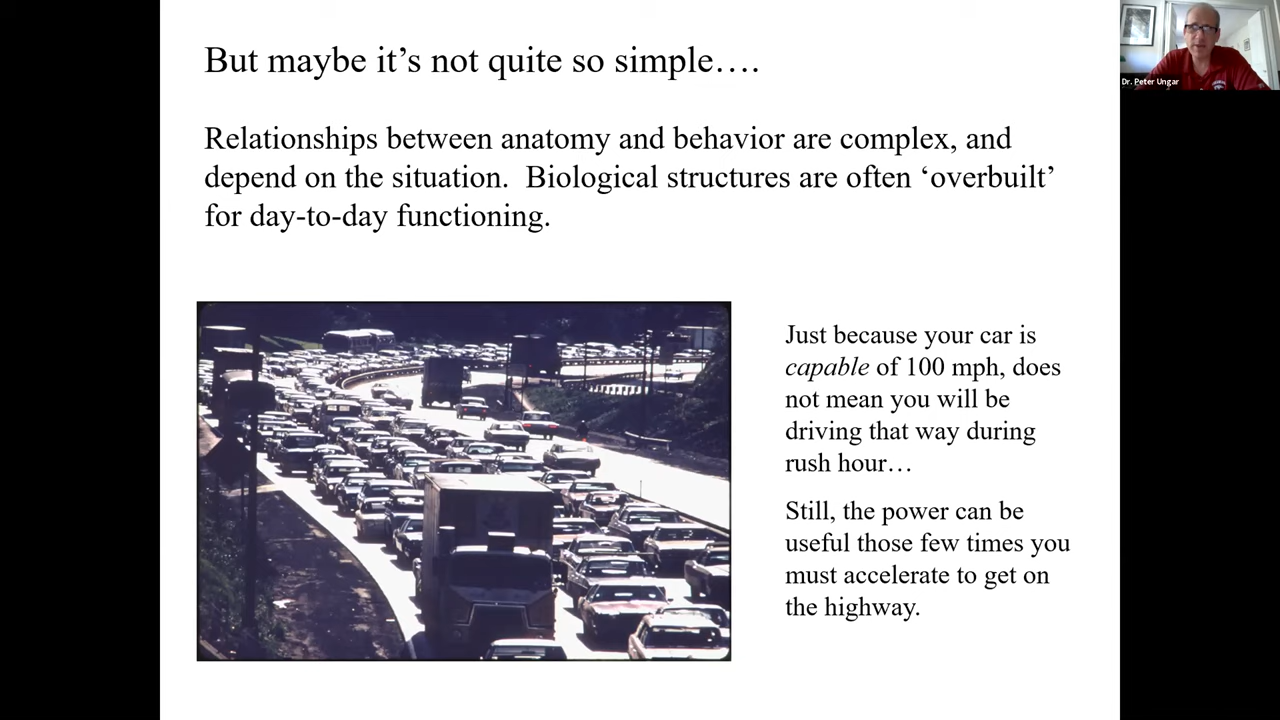 But maybe it’s not quite so simple….
Relationships between anatomy and behavior are complex, and
depend on the situation.  Biological structures are often ‘overbuilt’
for day-to-day functioning.
Just because your car is
capable of 100 mph, does
not mean you will be
driving that way during
rush hour…
Still, the power can be
useful those few times you
must accelerate to get on
the highway.
Dr. Peter Ungar